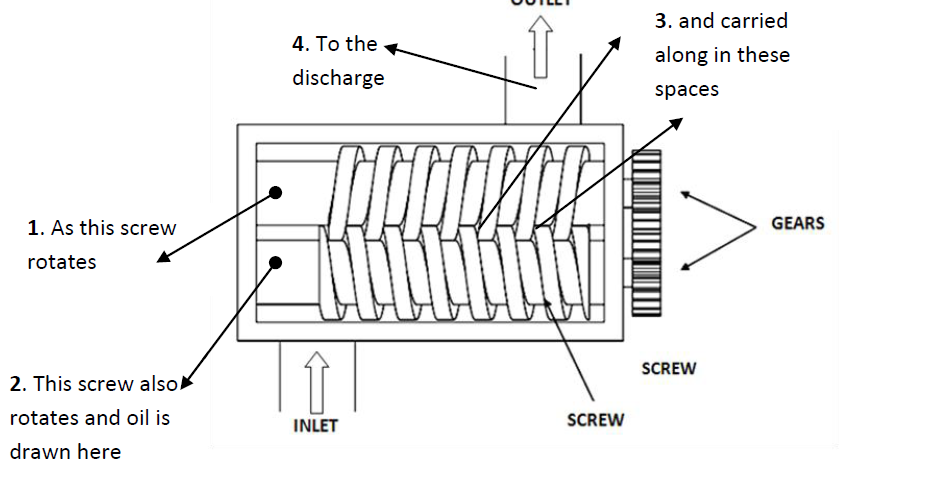 OUTLET
3. and carried
along in these
spaces
4. To the
discharge
1. As this screw
rotates
GEARS
2. This screw also
rotates and oil is
drawn here
INLET
SCREW
SCREW